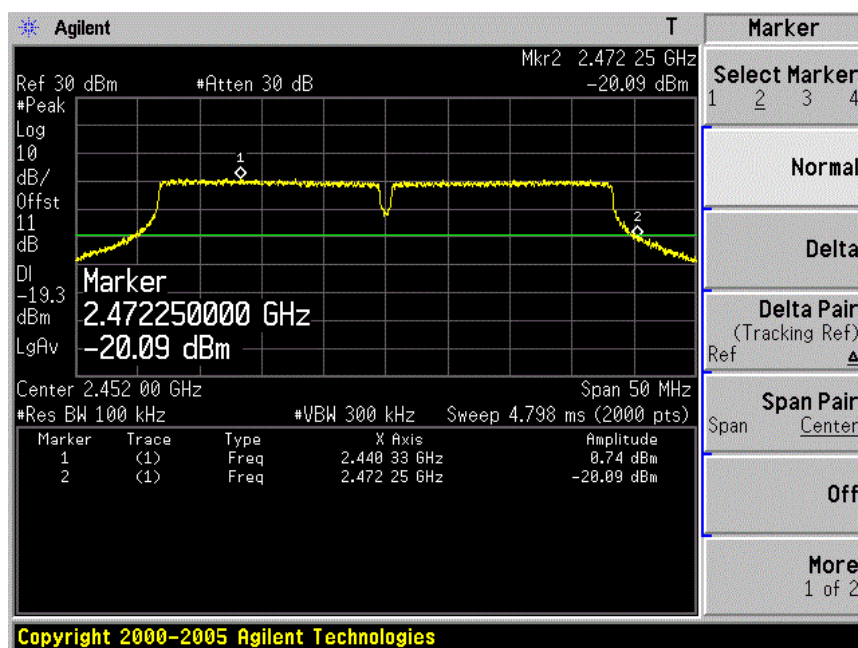 Agilent T Marker
Mkr2 2.472 25 GHz
Ref 30 dBm #Atten 30 dB -20.09 dBm
#Peak
Log
10
dB/
Offst
11
dB
DI
-19.3
dBm
LgAv
1
2
Marker
2.472250000 GHz
-20.09 dBm
Center 2.452 00 GHz Span 50 MHz
#Res BW 100 kHz #VBW 300 kHz Sweep 4.798 ms (2000 pts)
Marker Trace Type X Axis Amplitude
1 (1) Freq 2.440 33 GHz 0.74 dBm
2 (1) Freq 2.472 25 GHz -20.09 dBm
Select Marker
1 2 3 4
Normal
Delta
Delta Pair
(Tracking Ref)
Ref Δ
Span Pair
Span Center
Off
More
1 of 2
Copyright 2000-2005 Agilent Technologies